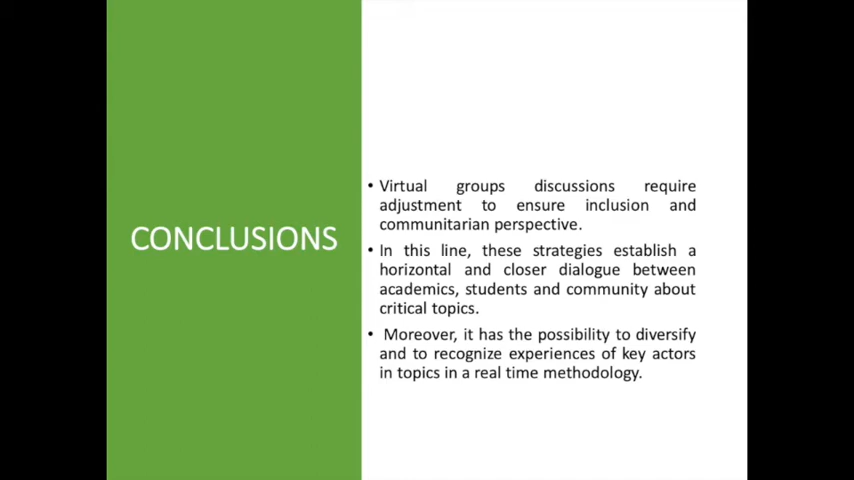 CONCLUSIONS
• Virtual groups discussions require
adjustment to ensure inclusion and
communitarian perspective.
• In this line, these strategies establish a
horizontal and closer dialogue between
academics, students and community about
critical topics.
• Moreover, it has the possibility to diversify
and to recognize experiences of key actors
in topics in a real time methodology.